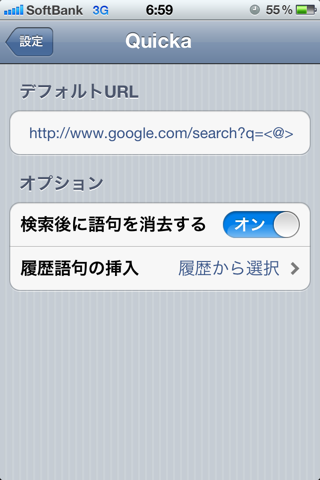 SoftBank 3G 6:59 55%
設定 Quicka
デフォルトURL
http://www.google.com/search?q=<@>
オプション
検索後に語句を消去する オン
履歴語句の挿入 履歴から選択